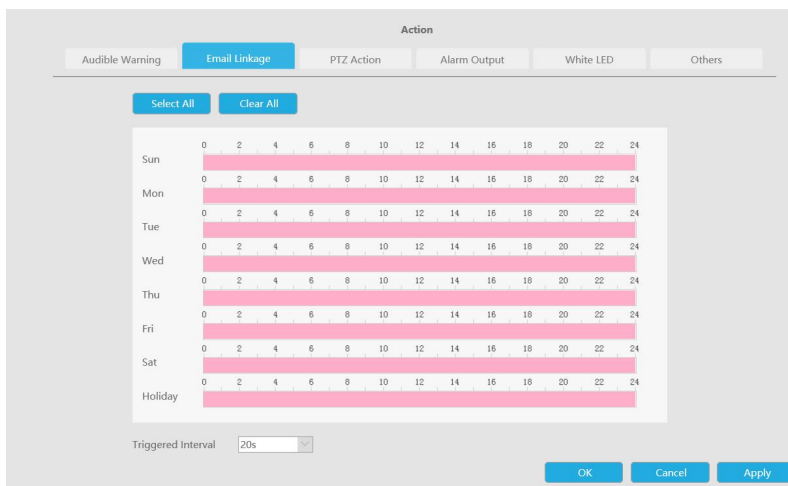 Action
Audible Warning Email Linkage PTZ Action Alarm Output White LED Others
Select All Clear All
0 2 4 6 8 10 12 14 16 18 20 22 24
Sun
0 2 4 6 8 10 12 14 16 18 20 22 24
Mon
0 2 4 6 8 10 12 14 16 18 20 22 24
Tue
0 2 4 6 8 10 12 14 16 18 20 22 24
Wed
0 2 4 6 8 10 12 14 16 18 20 22 24
Thu
0 2 4 6 8 10 12 14 16 18 20 22 24
Fri
0 2 4 6 8 10 12 14 16 18 20 22 24
Sat
0 2 4 6 8 10 12 14 16 18 20 22 24
Holiday
Triggered Interval 20s
OK Cancel Apply